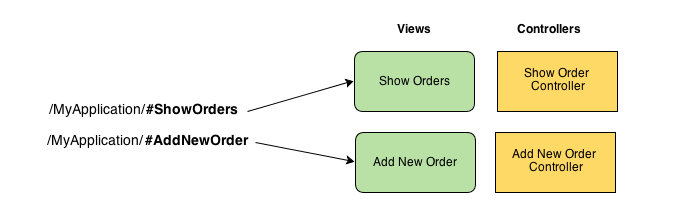 Views
Controllers
/MyApplication/#ShowOrders
Show Orders
Show Order
Controller
/MyApplication/#AddNewOrder
Add New Order
Add New Order
Controller